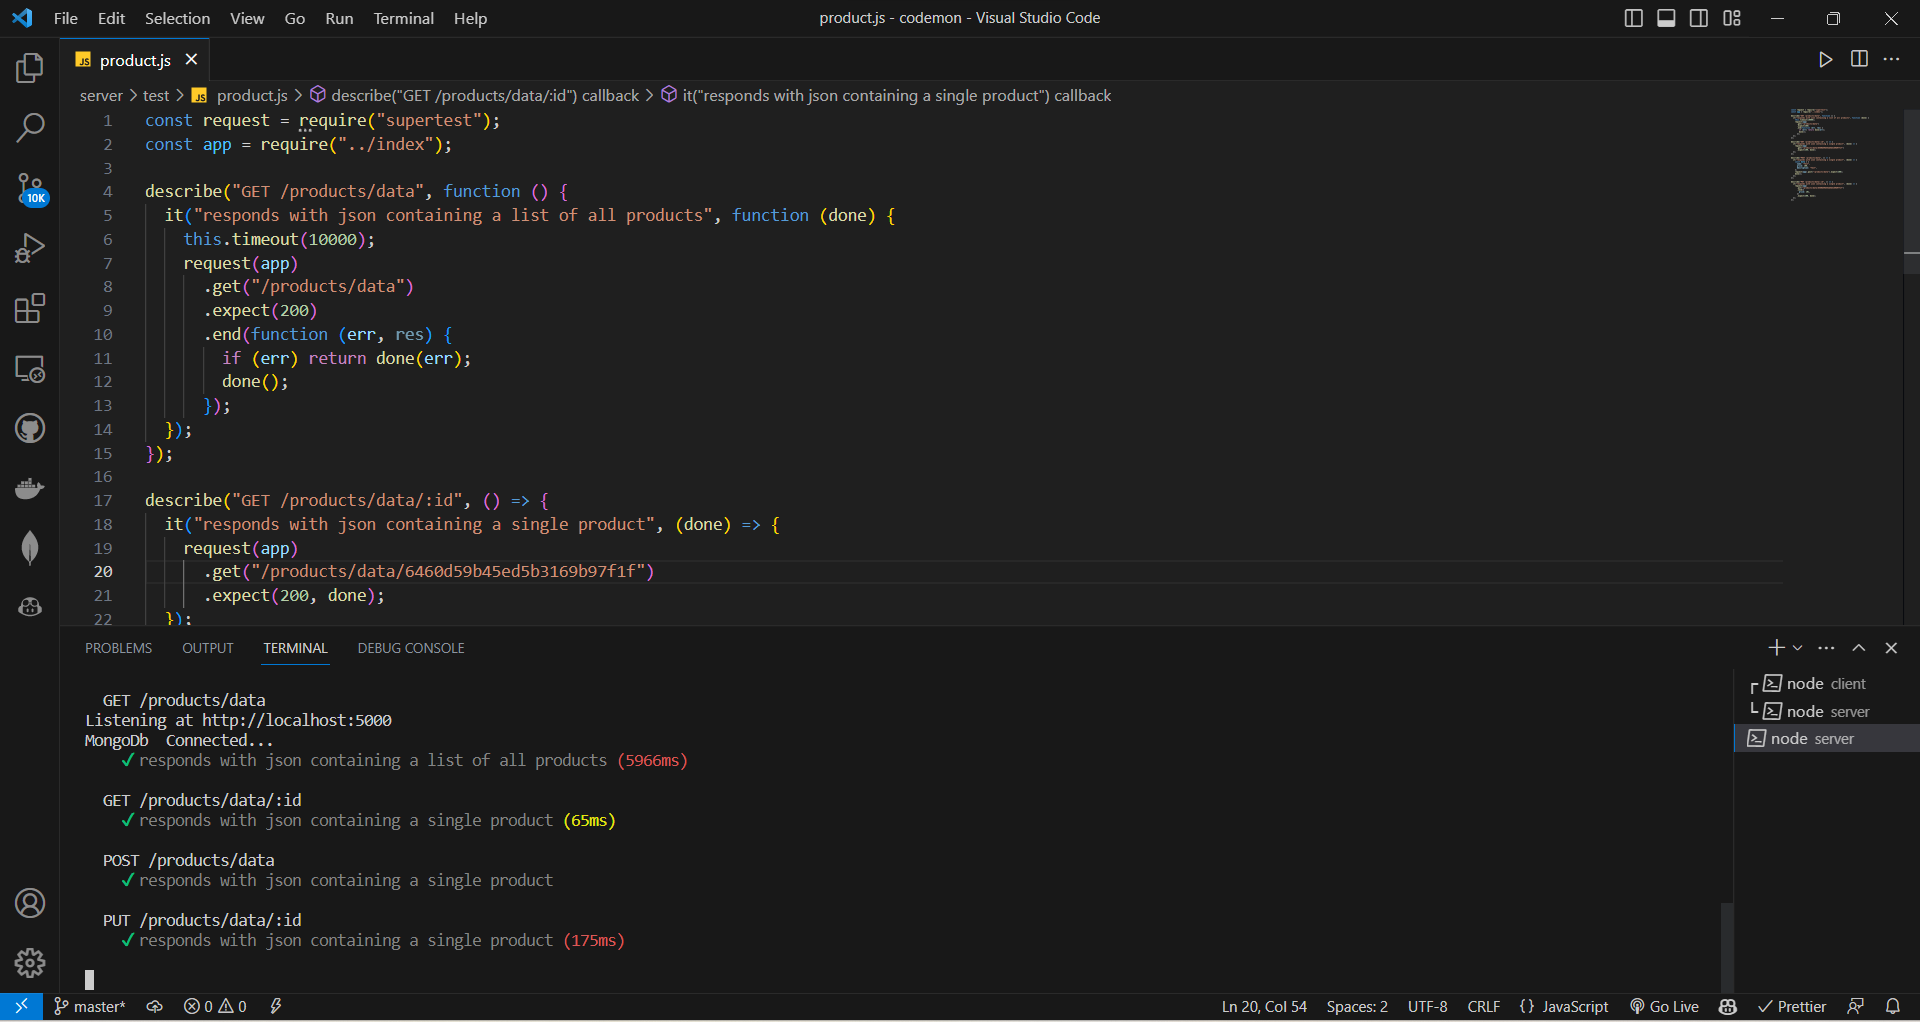 File Edit Selection View Go Run Terminal Help
product.js - codemon - Visual Studio Code
JS product.js
server > test > JS product.js > describe("GET /products/data/:id") callback > it("responds with json containing a single product") callback
10K
1 const request = require("supertest");
2 const app = require("../index");
3
4 describe("GET /products/data", function () {
5 it("responds with json containing a list of all products", function (done) {
6 this.timeout(10000);
7 request(app)
8 .get("/products/data")
9 .expect(200)
10 .end(function (err, res) {
11 if (err) return done(err);
12 done();
13 });
14 });
15 });
16
17 describe("GET /products/data/:id", () => {
18 it("responds with json containing a single product", (done) => {
19 request(app)
20 .get("/products/data/6460d59b45ed5b3169b97f1f")
21 .expect(200, done);
22 });
PROBLEMS OUTPUT TERMINAL DEBUG CONSOLE
GET /products/data
Listening at http://localhost:5000
MongoDb  Connected...
✓ responds with json containing a list of all products (5966ms)
GET /products/data/:id
✓ responds with json containing a single product (65ms)
POST /products/data
✓ responds with json containing a single product
PUT /products/data/:id
✓ responds with json containing a single product (175ms)
node client
node server
node server
master* 0 0
Ln 20, Col 54 Spaces: 2 UTF-8 CRLF {} JavaScript Go Live Prettier